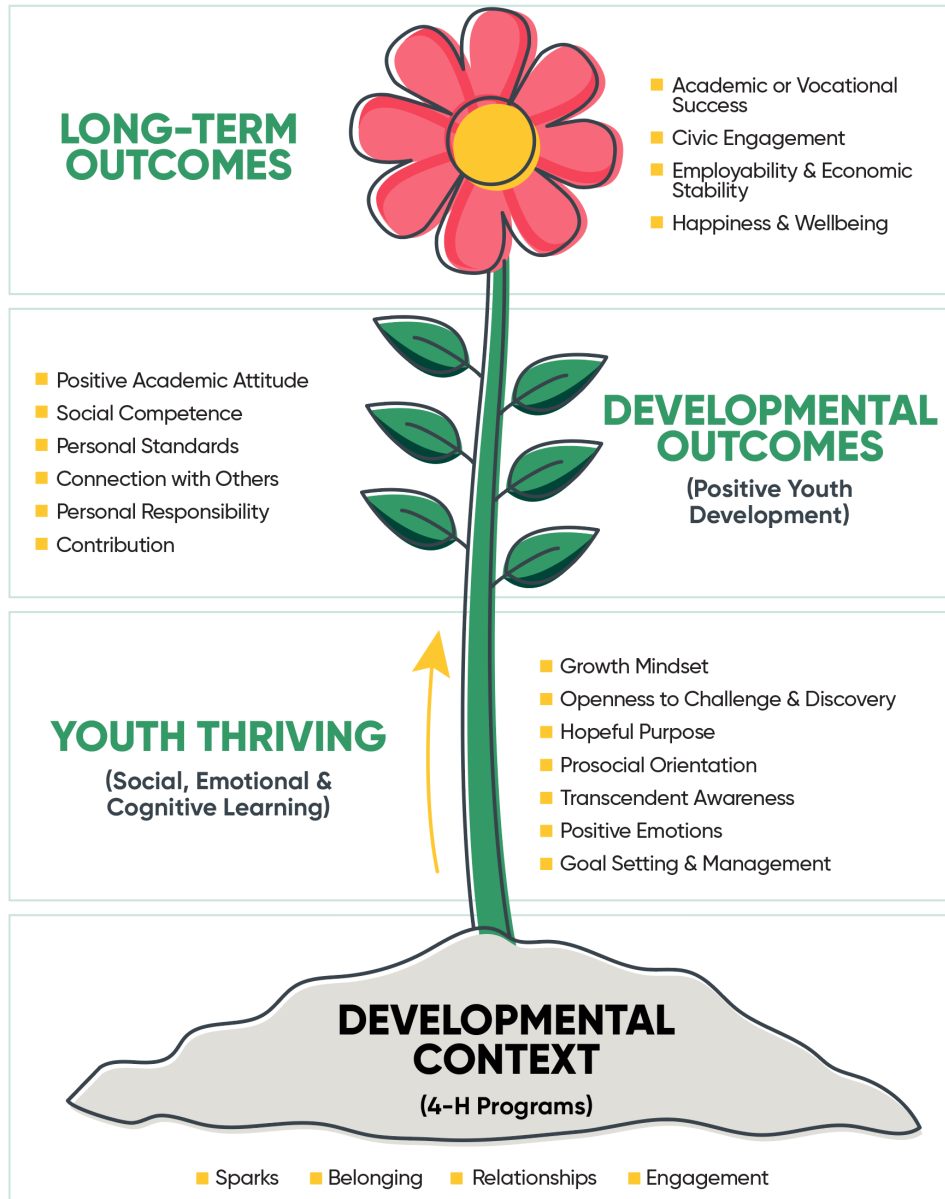 LONG-TERM
OUTCOMES
Academic or Vocational
Success
Civic Engagement
Employability & Economic
Stability
Happiness & Wellbeing
Positive Academic Attitude
Social Competence
Personal Standards
Connection with Others
Personal Responsibility
Contribution
DEVELOPMENTAL
OUTCOMES
(Positive Youth
Development)
YOUTH THRIVING
(Social, Emotional &
Cognitive Learning)
Growth Mindset
Openness to Challenge & Discovery
Hopeful Purpose
Prosocial Orientation
Transcendent Awareness
Positive Emotions
Goal Setting & Management
DEVELOPMENTAL
CONTEXT
(4-H Programs)
Sparks Belonging Relationships Engagement